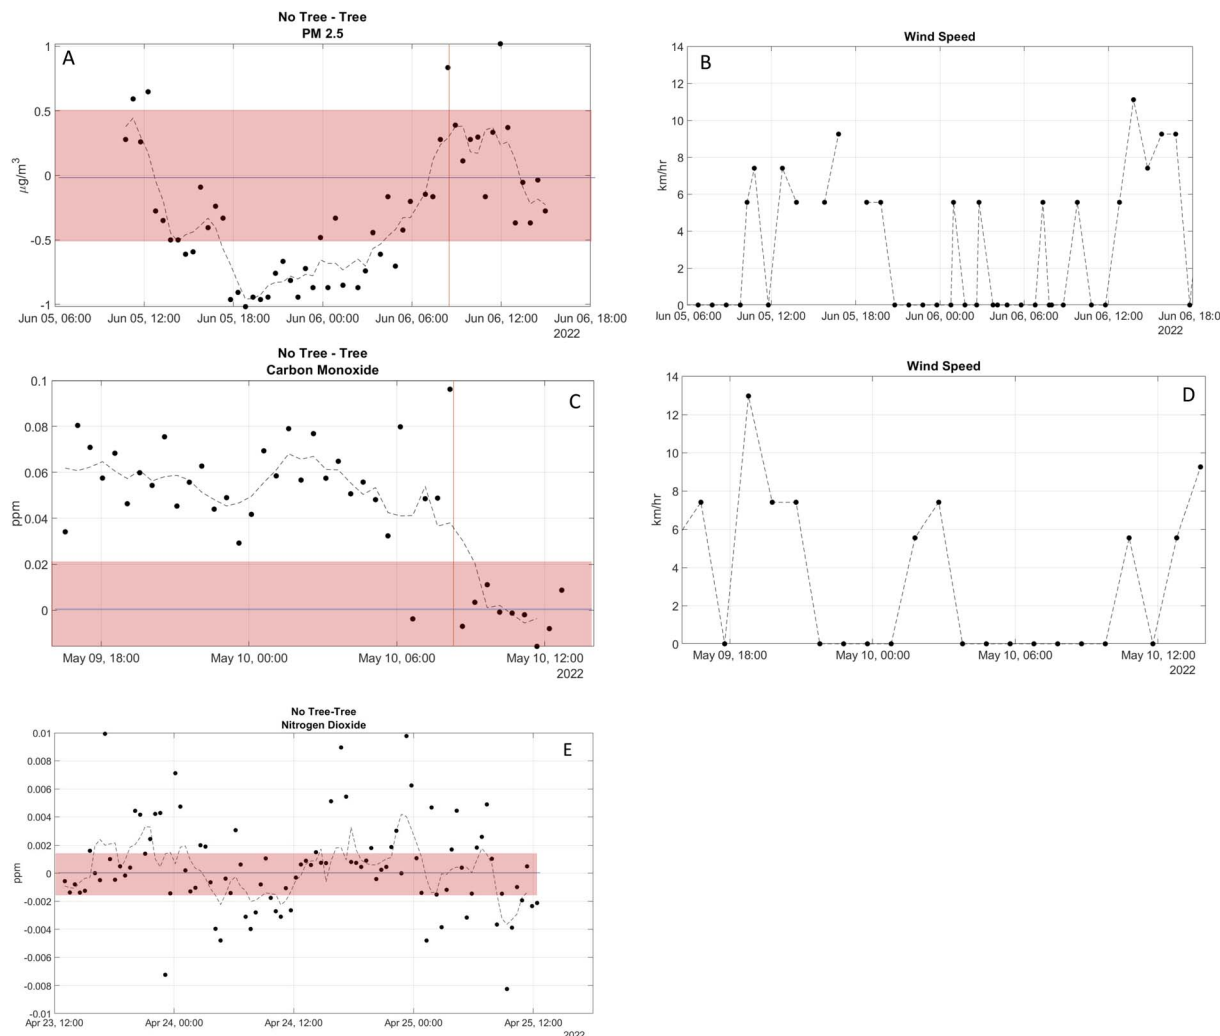 No Tree - Tree
PM 2.5
A
1
0.5
0
-0.5
-1
μg/m3
Jun 05, 06:00 Jun 05, 12:00 Jun 05, 18:00 Jun 06, 00:00 Jun 06, 06:00 Jun 06, 12:00 Jun 06, 18:00
2022
Wind Speed
B
14
12
10
8
6
4
2
0
km/hr
Jun 05, 06:00 Jun 05, 12:00 Jun 05, 18:00 Jun 06, 00:00 Jun 06, 06:00 Jun 06, 12:00 Jun 06, 18:00
2022
No Tree - Tree
Carbon Monoxide
C
0.1
0.08
0.06
0.04
0.02
0
ppm
May 09, 18:00 May 10, 00:00 May 10, 06:00 May 10, 12:00
2022
Wind Speed
D
14
12
10
8
6
4
2
0
km/hr
May 09, 18:00 May 10, 00:00 May 10, 06:00 May 10, 12:00
2022
No Tree-Tree
Nitrogen Dioxide
E
0.01
0.008
0.006
0.004
0.002
0
-0.002
-0.004
-0.006
-0.008
-0.01
ppm
Apr 23, 12:00 Apr 24, 00:00 Apr 24, 12:00 Apr 25, 00:00 Apr 25, 12:00
2022